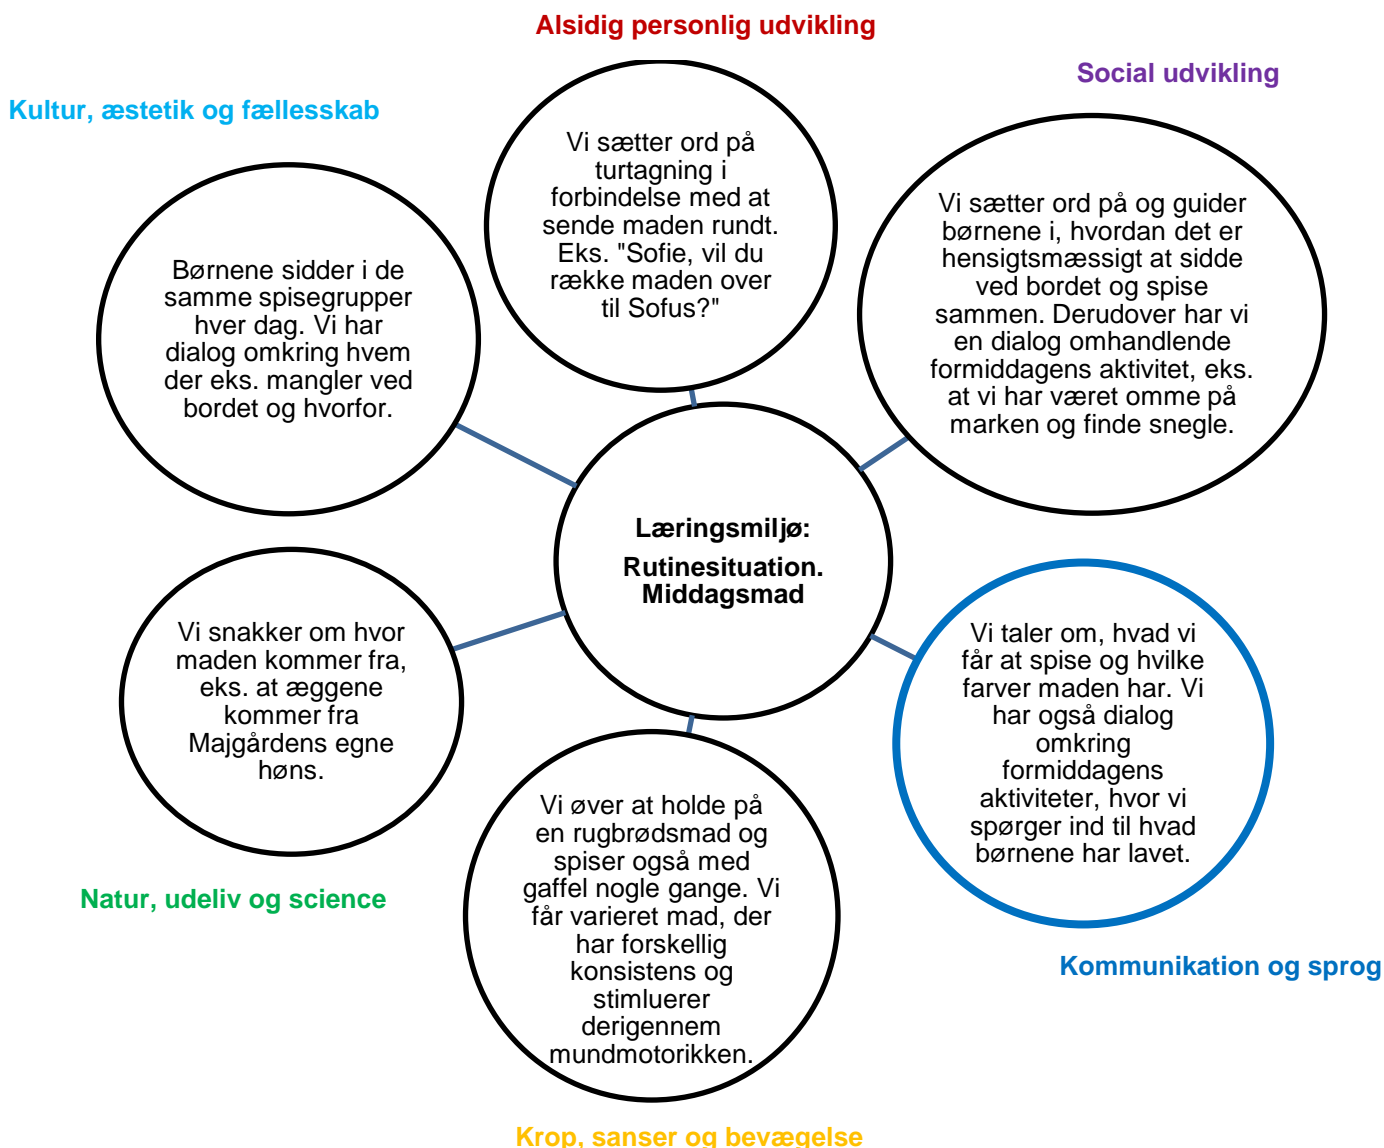 Alsidig personlig udvikling
Social udvikling
Kultur, æstetik og fællesskab
Vi sætter ord på
turtagning i
forbindelse med at
sende maden rundt.
Eks. "Sofie, vil du
række maden over
til Sofus?"
Vi sætter ord på og guider
børnene i, hvordan det er
hensigtsmæssigt at sidde
ved bordet og spise
sammen. Derudover har vi
en dialog omhandlende
formiddagens aktivitet, eks.
at vi har været omme på
marken og finde snegle.
Børnene sidder i de
samme spisegrupper
hver dag. Vi har
dialog omkring hvem
der eks. mangler ved
bordet og hvorfor.
Læringsmiljø:
Rutinesituation.
Middagsmad
Vi snakker om hvor
maden kommer fra,
eks. at æggene
kommer fra
Majgårdens egne
høns.
Vi taler om, hvad vi
får at spise og hvilke
farver maden har. Vi
har også dialog
omkring
formiddagens
aktiviteter, hvor vi
spørger ind til hvad
børnene har lavet.
Vi øver at holde på
en rugbrødsmad og
spiser også med
gaffel nogle gange. Vi
får varieret mad, der
har forskellig
konsistens og
stimluerer
derigennem
mundmotorikken.
Natur, udeliv og science
Kommunikation og sprog
Krop, sanser og bevægelse